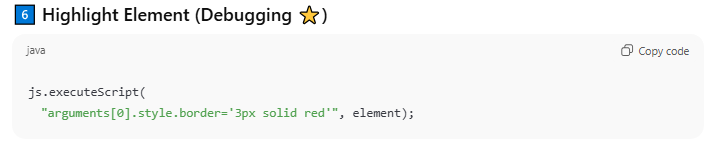 6 Highlight Element (Debugging ⭐)
java
Copy code
js.executeScript(
"arguments[0].style.border='3px solid red'", element);